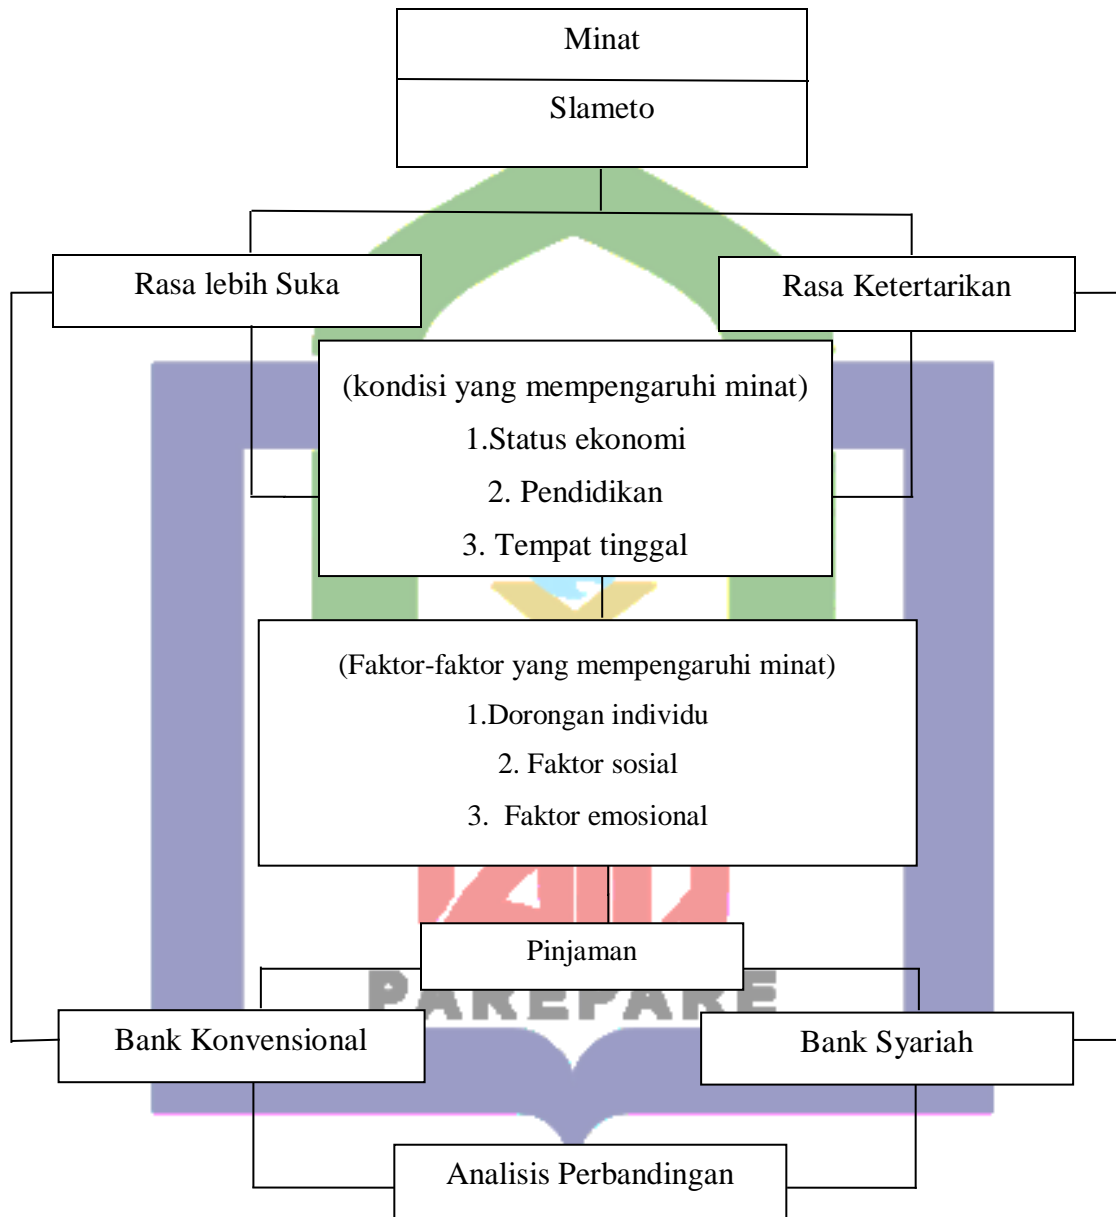 Minat
Slameto
Rasa lebih Suka
Rasa Ketertarikan
(kondisi yang mempengaruhi minat)
1.Status ekonomi
2. Pendidikan
3. Tempat tinggal
(Faktor-faktor yang mempengaruhi minat)
1.Dorongan individu
2. Faktor sosial
3. Faktor emosional
Pinjaman
PAREPARE
Bank Konvensional
Bank Syariah
Analisis Perbandingan